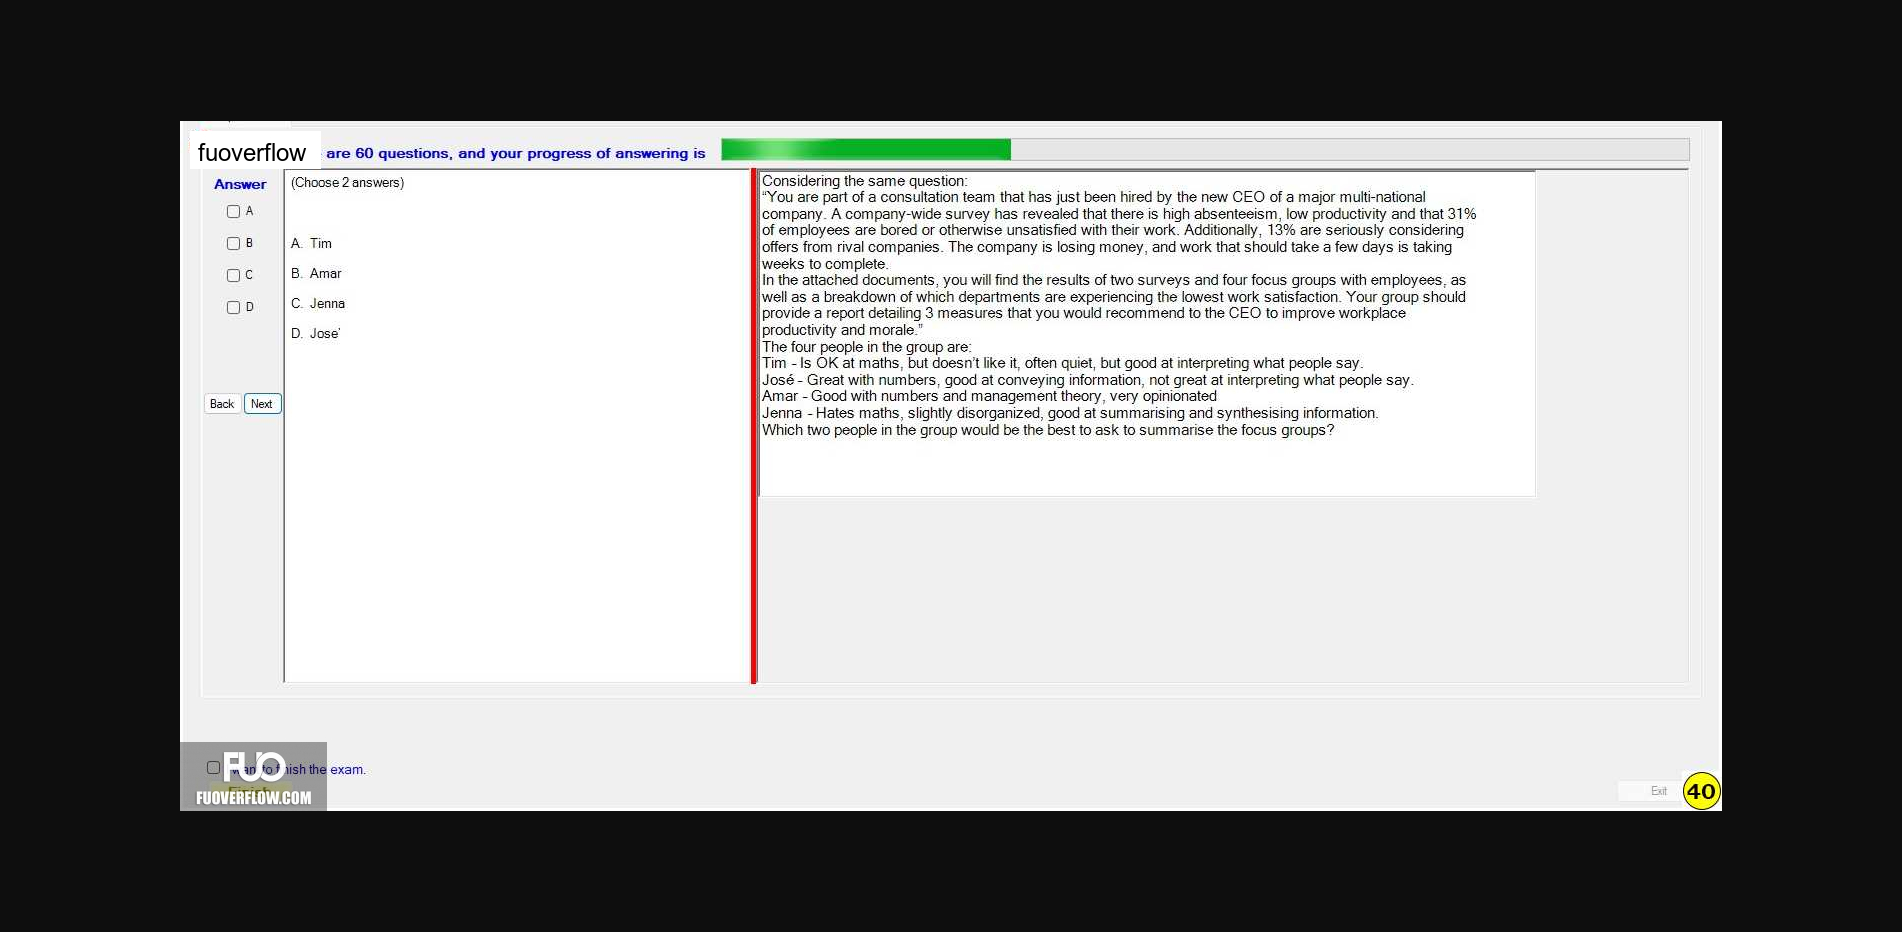 fuoverflow are 60 questions, and your progress of answering is
Answer
A
B
C
D
Back Next
(Choose 2 answers)
A. Tim
B. Amar
C. Jenna
D. Jose’
Considering the same question:
“You are part of a consultation team that has just been hired by the new CEO of a major multi-national
company. A company-wide survey has revealed that there is high absenteeism, low productivity and that 31%
of employees are bored or otherwise unsatisfied with their work. Additionally, 13% are seriously considering
offers from rival companies. The company is losing money, and work that should take a few days is taking
weeks to complete.
In the attached documents, you will find the results of two surveys and four focus groups with employees, as
well as a breakdown of which departments are experiencing the lowest work satisfaction. Your group should
provide a report detailing 3 measures that you would recommend to the CEO to improve workplace
productivity and morale.”
The four people in the group are:
Tim - Is OK at maths, but doesn’t like it, often quiet, but good at interpreting what people say.
José - Great with numbers, good at conveying information, not great at interpreting what people say.
Amar - Good with numbers and management theory, very opinionated
Jenna - Hates maths, slightly disorganized, good at summarising and synthesising information.
Which two people in the group would be the best to ask to summarise the focus groups?
FUO
want to finish the exam.
Finish
FUOVERFLOW.COM
Exit
40